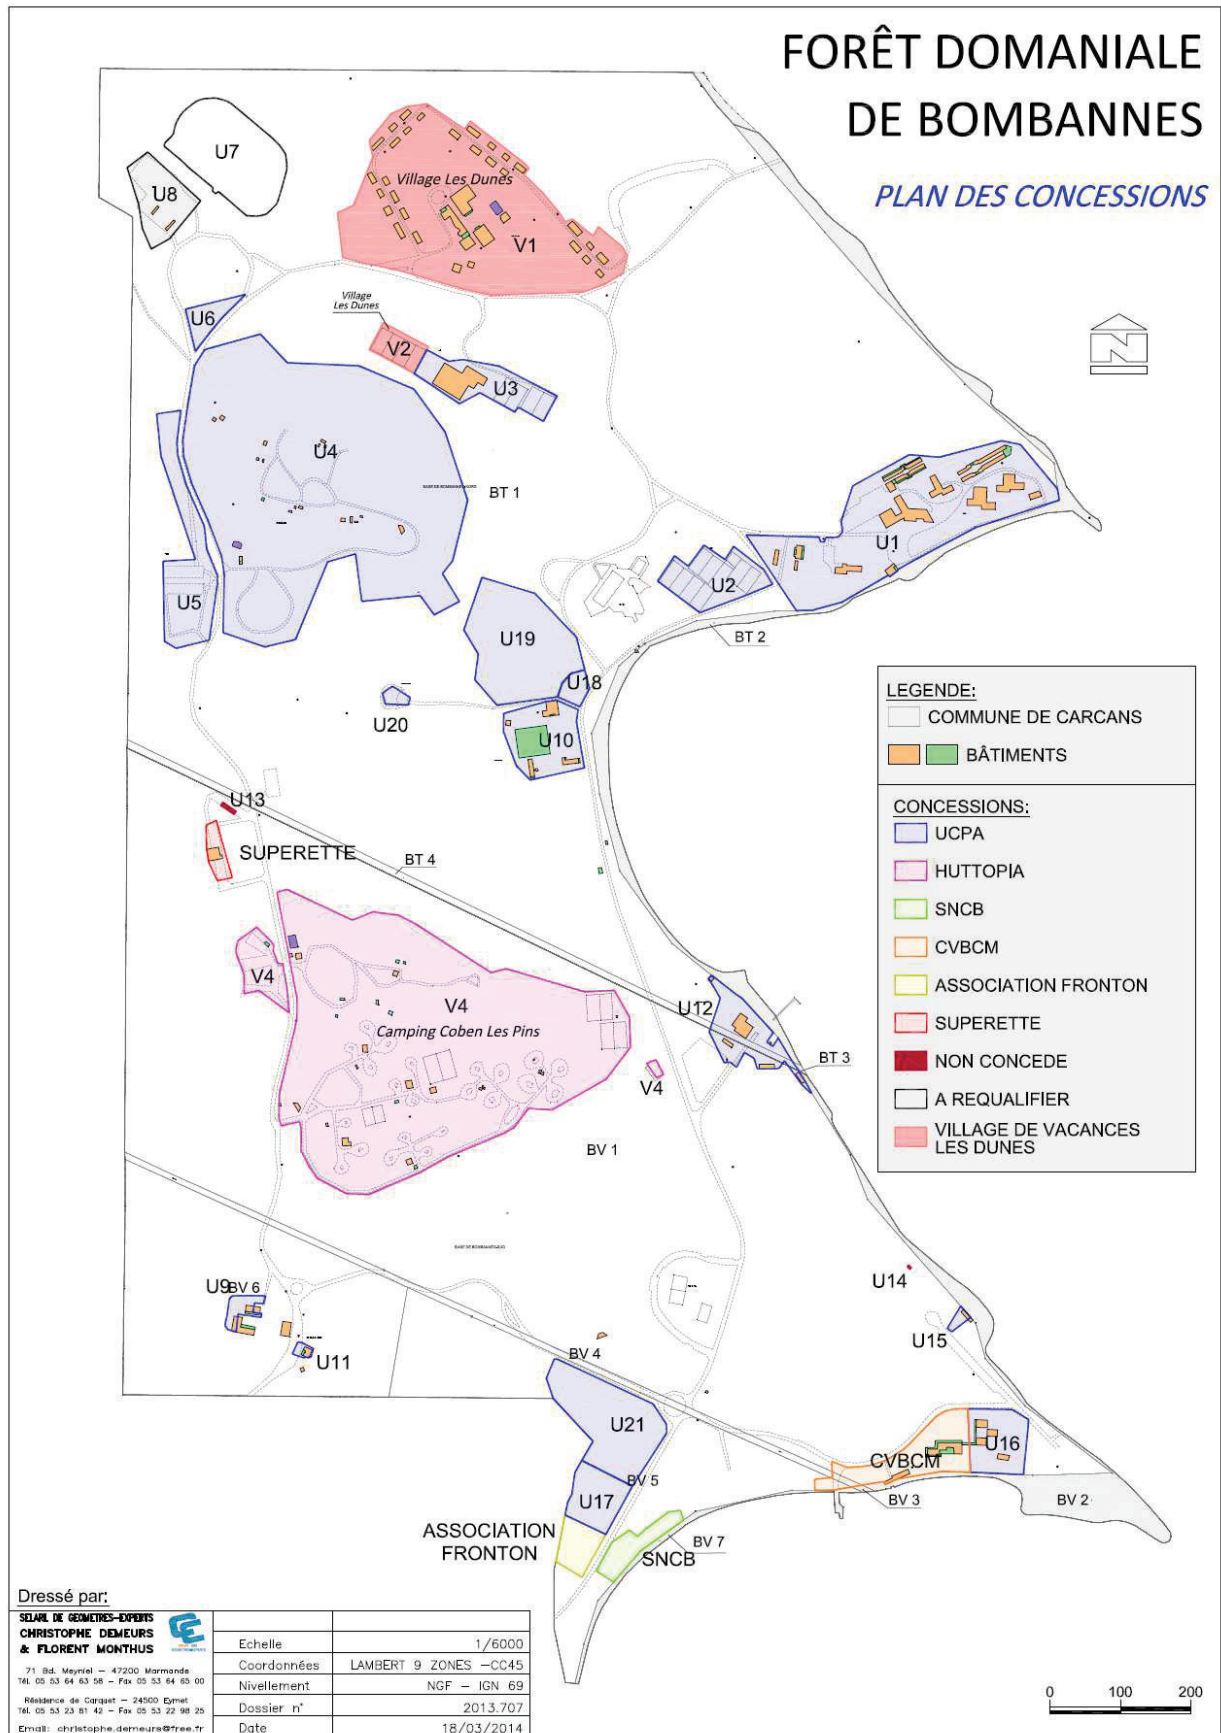 FORÊT DOMANIALE
DE BOMBANNES
PLAN DES CONCESSIONS
U7
U8
Village Les Dunes
V1
U6
Village
Les Dunes
V2
U3
U4
BT 1
U1
U2
U5
U19
BT 2
U18
U20
U10
U13
SUPERETTE
BT 4
V4
V4
Camping Coben Les Pins
U12
BT 3
V4
BV 1
U14
U9
BV 6
U15
U11
BV 4
U21
CVBCM
U16
BV 5
U17
BV 3
BV 2
ASSOCIATION
FRONTON
BV 7
SNCB
LEGENDE:
COMMUNE DE CARCANS
BÂTIMENTS
CONCESSIONS:
UCPA
HUTTOPIA
SNCB
CVBCM
ASSOCIATION FRONTON
SUPERETTE
NON CONCEDE
A REQUALIFIER
VILLAGE DE VACANCES
LES DUNES
Dressé par:
SELARL DE GEOMETRES-EXPERTS
CHRISTOPHE DEMEURS
& FLORENT MONTHUS
71 Bd. Meyniel – 47200 Marmande
Tél. 05 53 64 63 58 – Fax 05 53 64 65 00
Résidence de Carquet – 24500 Eymet
Tél. 05 53 23 81 42 – Fax 05 53 22 98 25
Email: christophe.demeurs@free.fr
Echelle 1/6000
Coordonnées LAMBERT 9 ZONES –CC45
Nivellement NGF – IGN 69
Dossier n° 2013.707
Date 18/03/2014
0 100 200